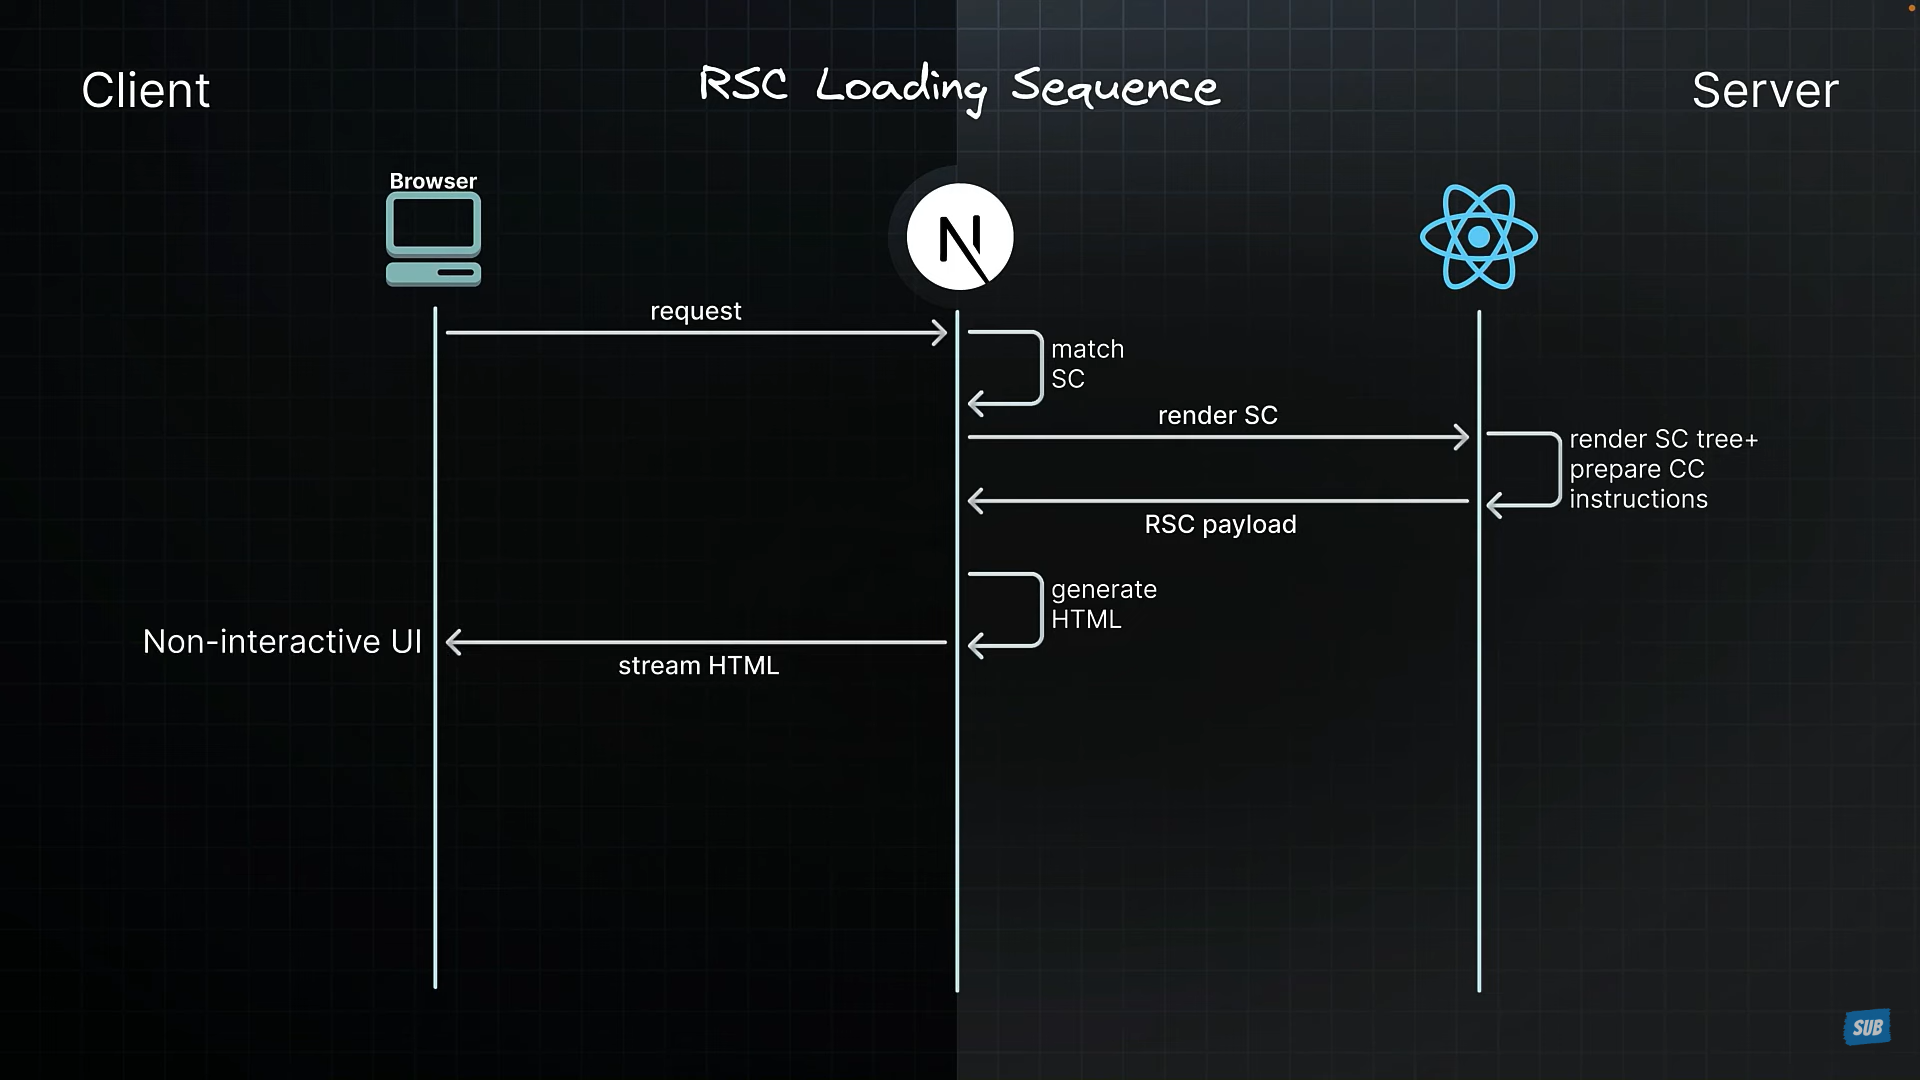 Client
RSC Loading Sequence
Server
Browser
N
request
match
SC
render SC
render SC tree+
prepare CC
instructions
RSC payload
generate
HTML
Non-interactive UI
stream HTML
SUB